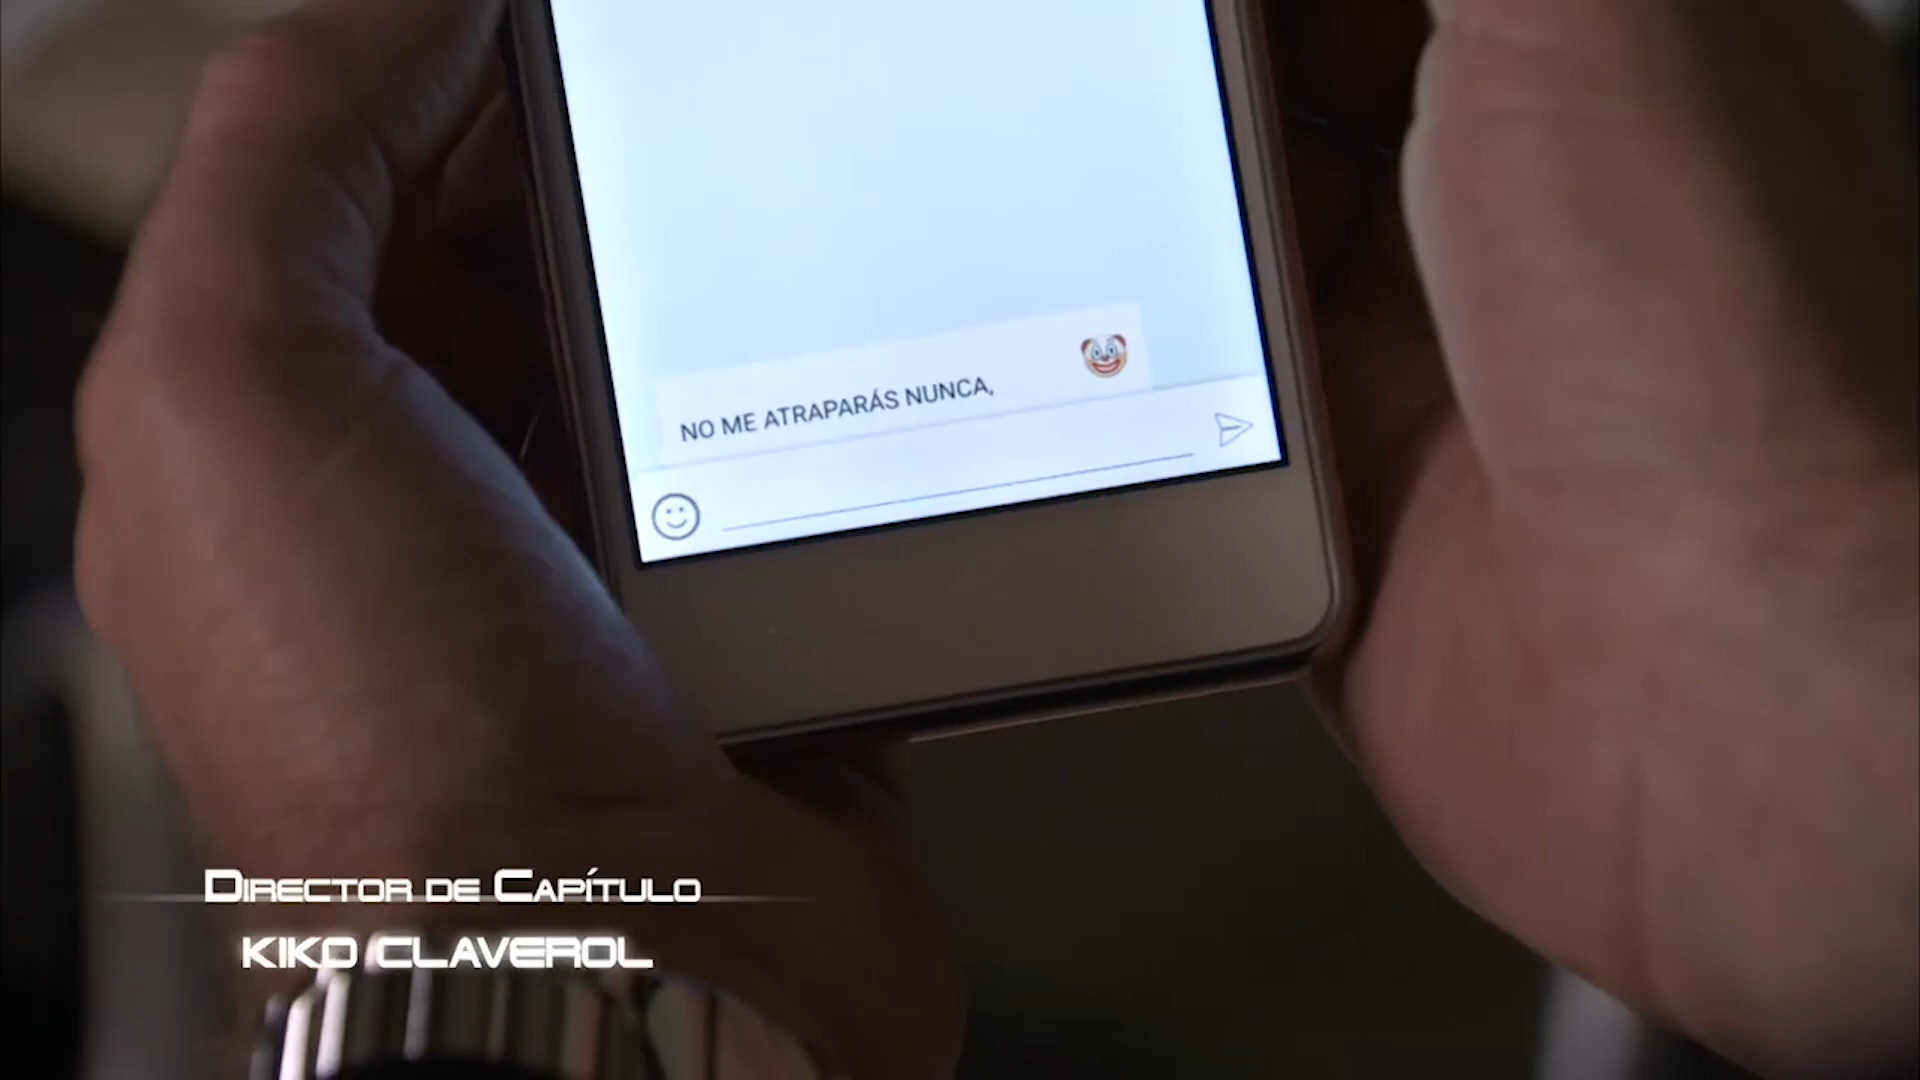 NO ME ATRAPARÁS NUNCA, 🤡
DIRECTOR DE CAPÍTULO
KIKO CLAVEROL